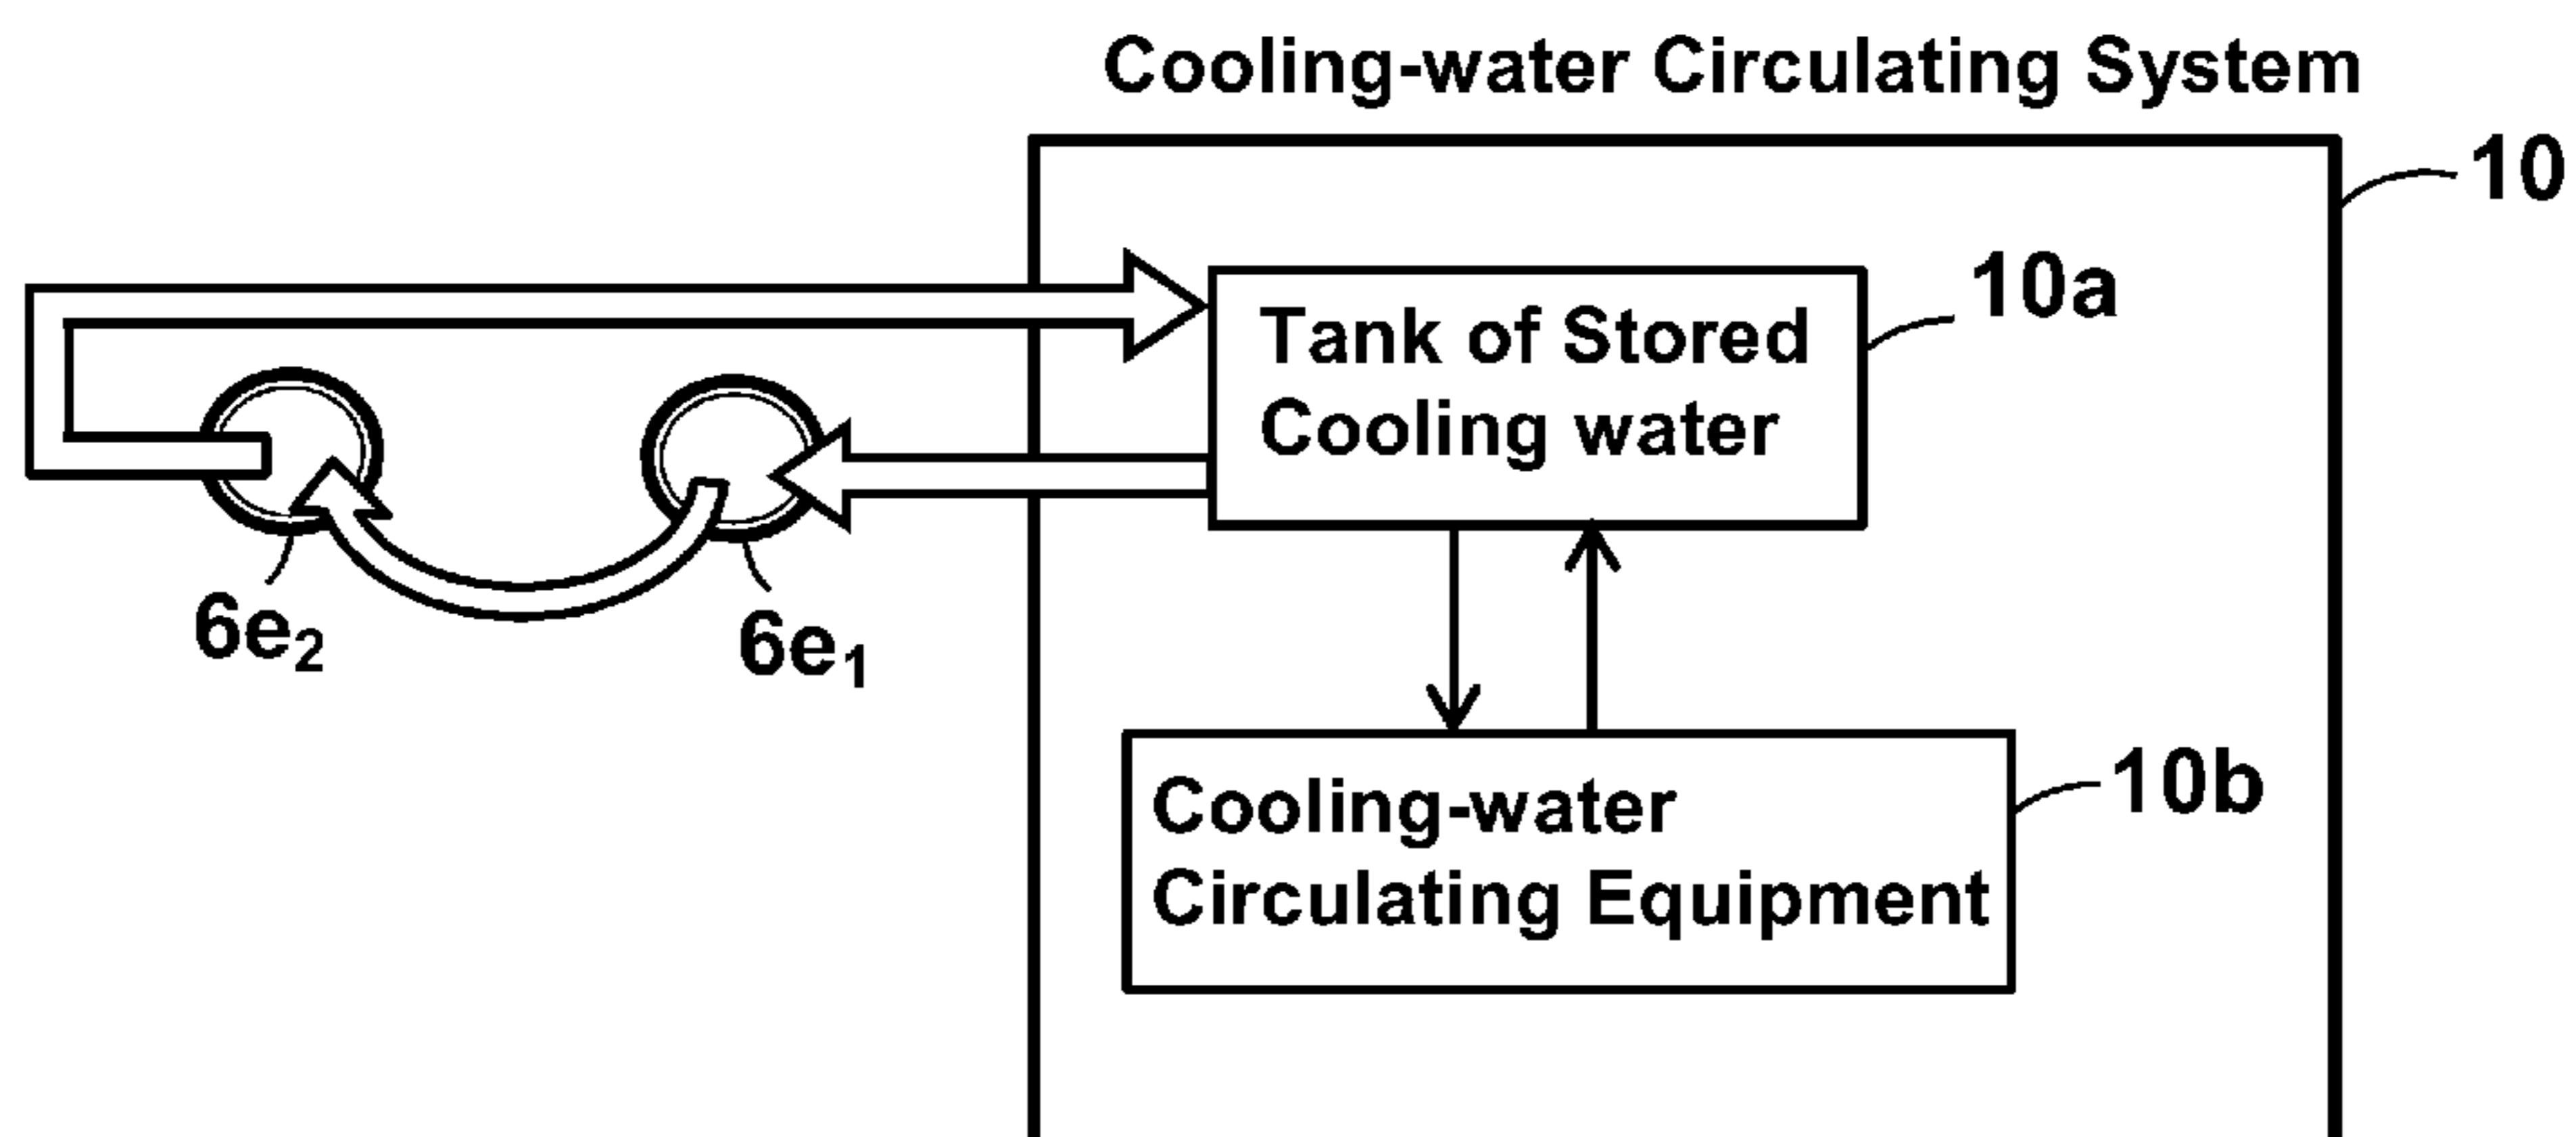 Cooling-water Circulating System
10
10a
Tank of Stored
Cooling water
6e₂
6e₁
10b
Cooling-water
Circulating Equipment